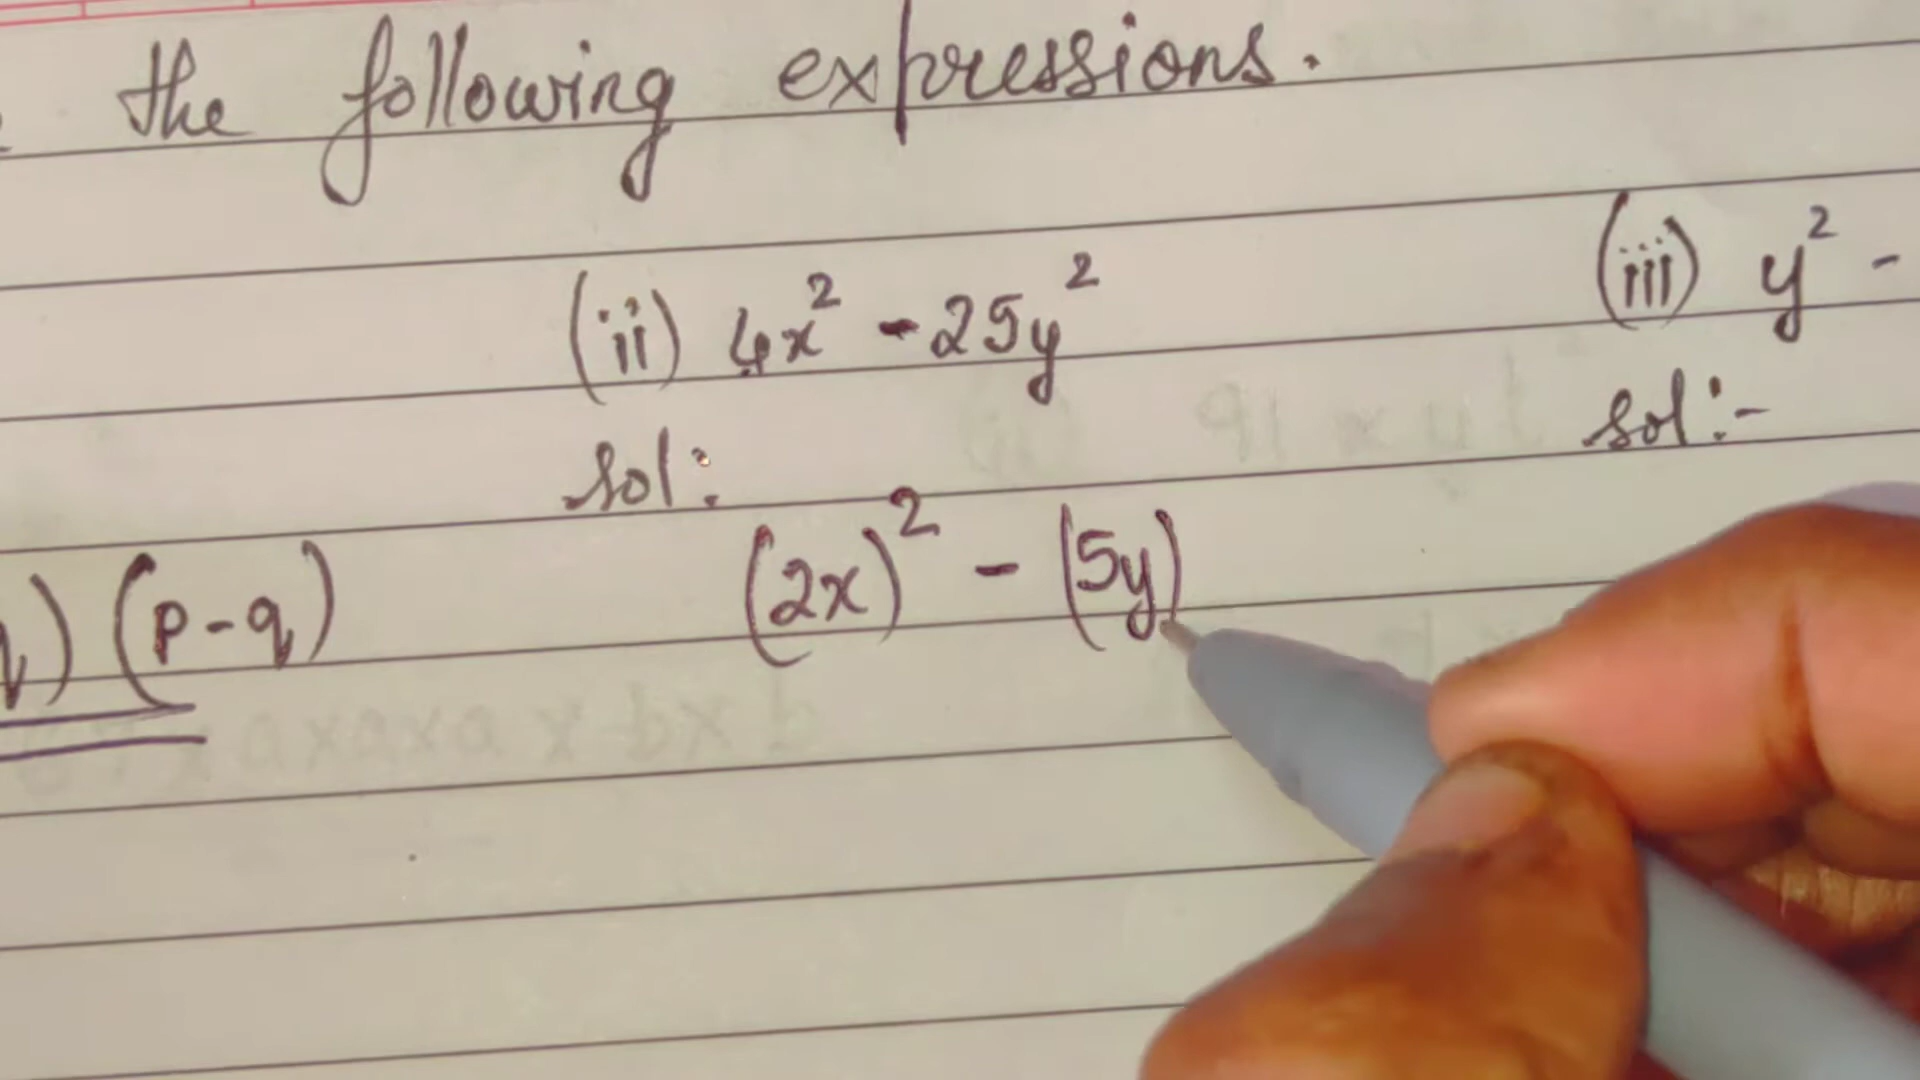 the following expressions.
(ii) 4x² - 25y²
(iii) y² -
sol:
sol:-
(2x)² - (5y)
) (p-q)